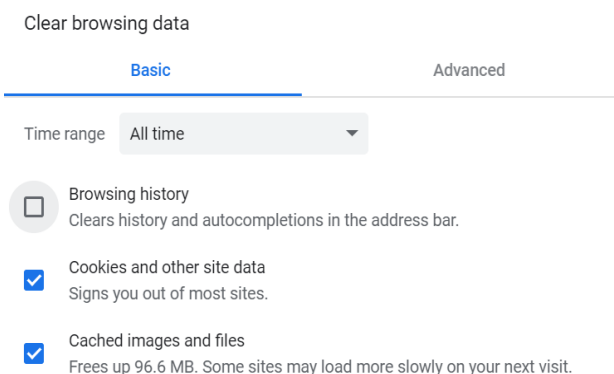 Clear browsing data
Basic Advanced
Time range All time
Browsing history
Clears history and autocompletions in the address bar.
Cookies and other site data
Signs you out of most sites.
Cached images and files
Frees up 96.6 MB. Some sites may load more slowly on your next visit.